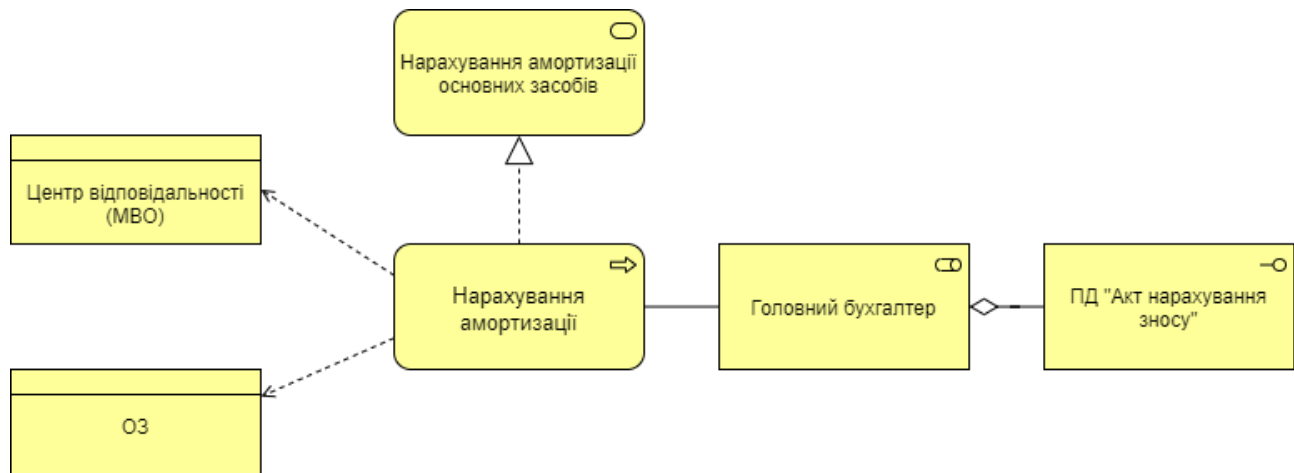 Нарахування амортизації
основних засобів
Центр відповідальності
(МВО)
Нарахування
амортизації
Головний бухгалтер
ПД "Акт нарахування
зносу"
ОЗ